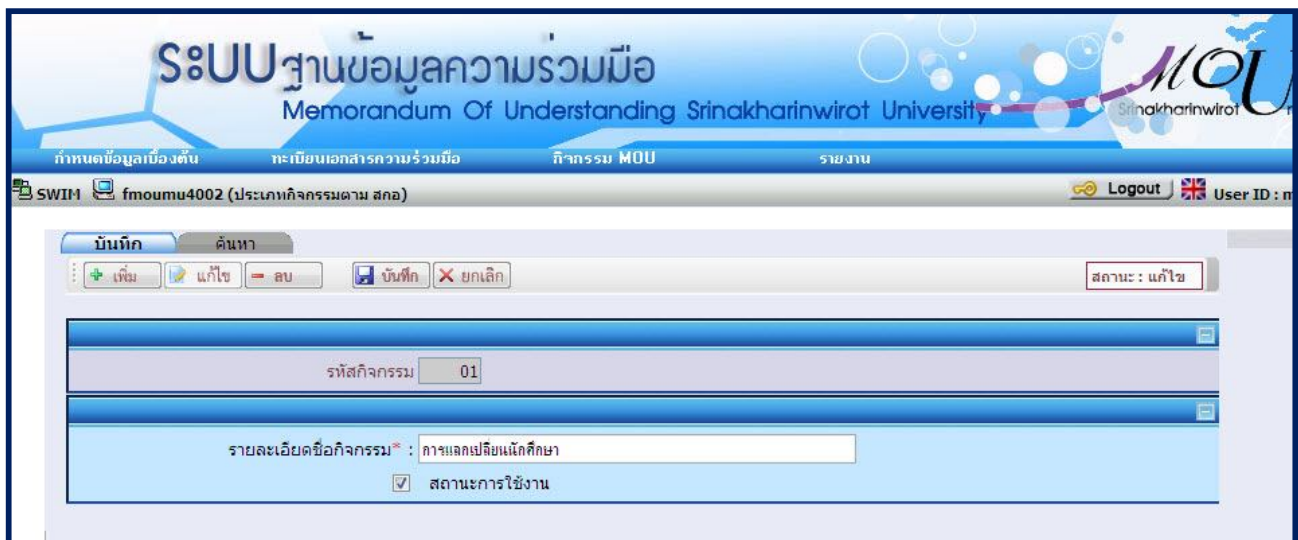 ระบบฐานข้อมูลความร่วมมือ
Memorandum Of Understanding Srinakharinwirot University
MOU
Srinakharinwirot
กำหนดข้อมูลเบื้องต้น ทะเบียนเอกสารความร่วมมือ กิจกรรม MOU รายงาน
SWIM fmoumu4002 (ประเภทกิจกรรมตาม สกอ) Logout User ID :
บันทึก ค้นหา
เพิ่ม แก้ไข ลบ บันทึก ยกเลิก สถานะ : แก้ไข
รหัสกิจกรรม 01
รายละเอียดชื่อกิจกรรม* : การแลกเปลี่ยนนักศึกษา
สถานะการใช้งาน